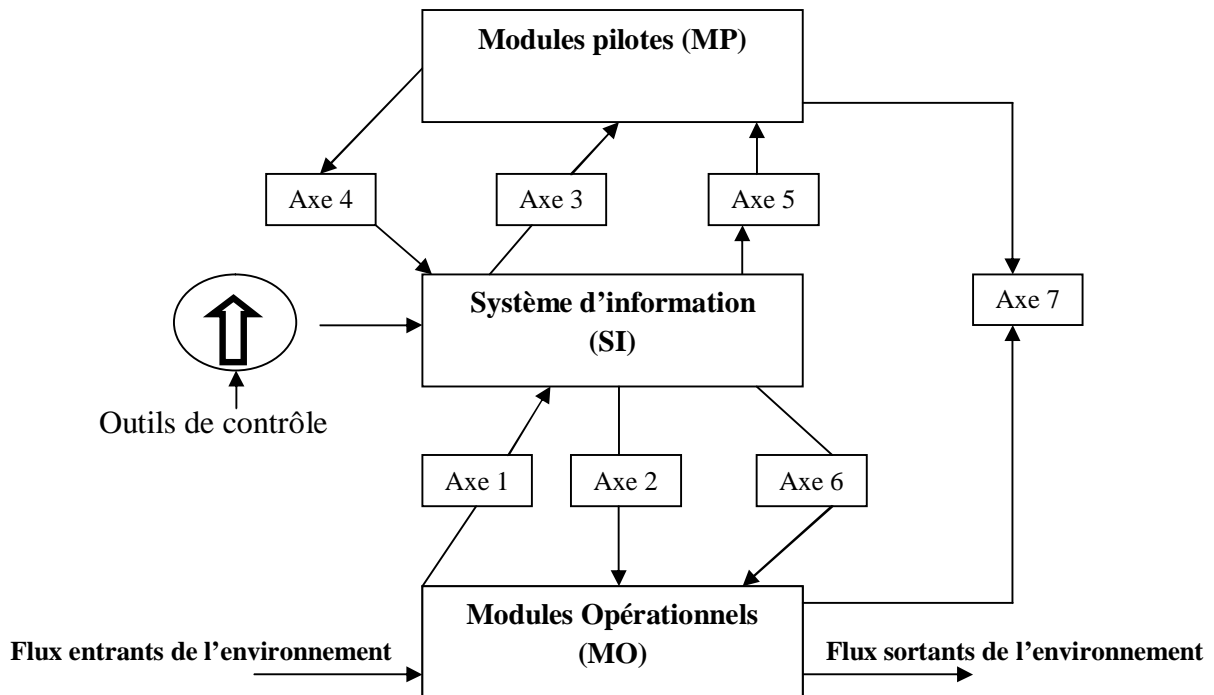 Modules pilotes (MP)
Axe 4
Axe 3
Axe 5
Système d’information
(SI)
Axe 7
Outils de contrôle
Axe 1
Axe 2
Axe 6
Modules Opérationnels
(MO)
Flux entrants de l’environnement
Flux sortants de l’environnement